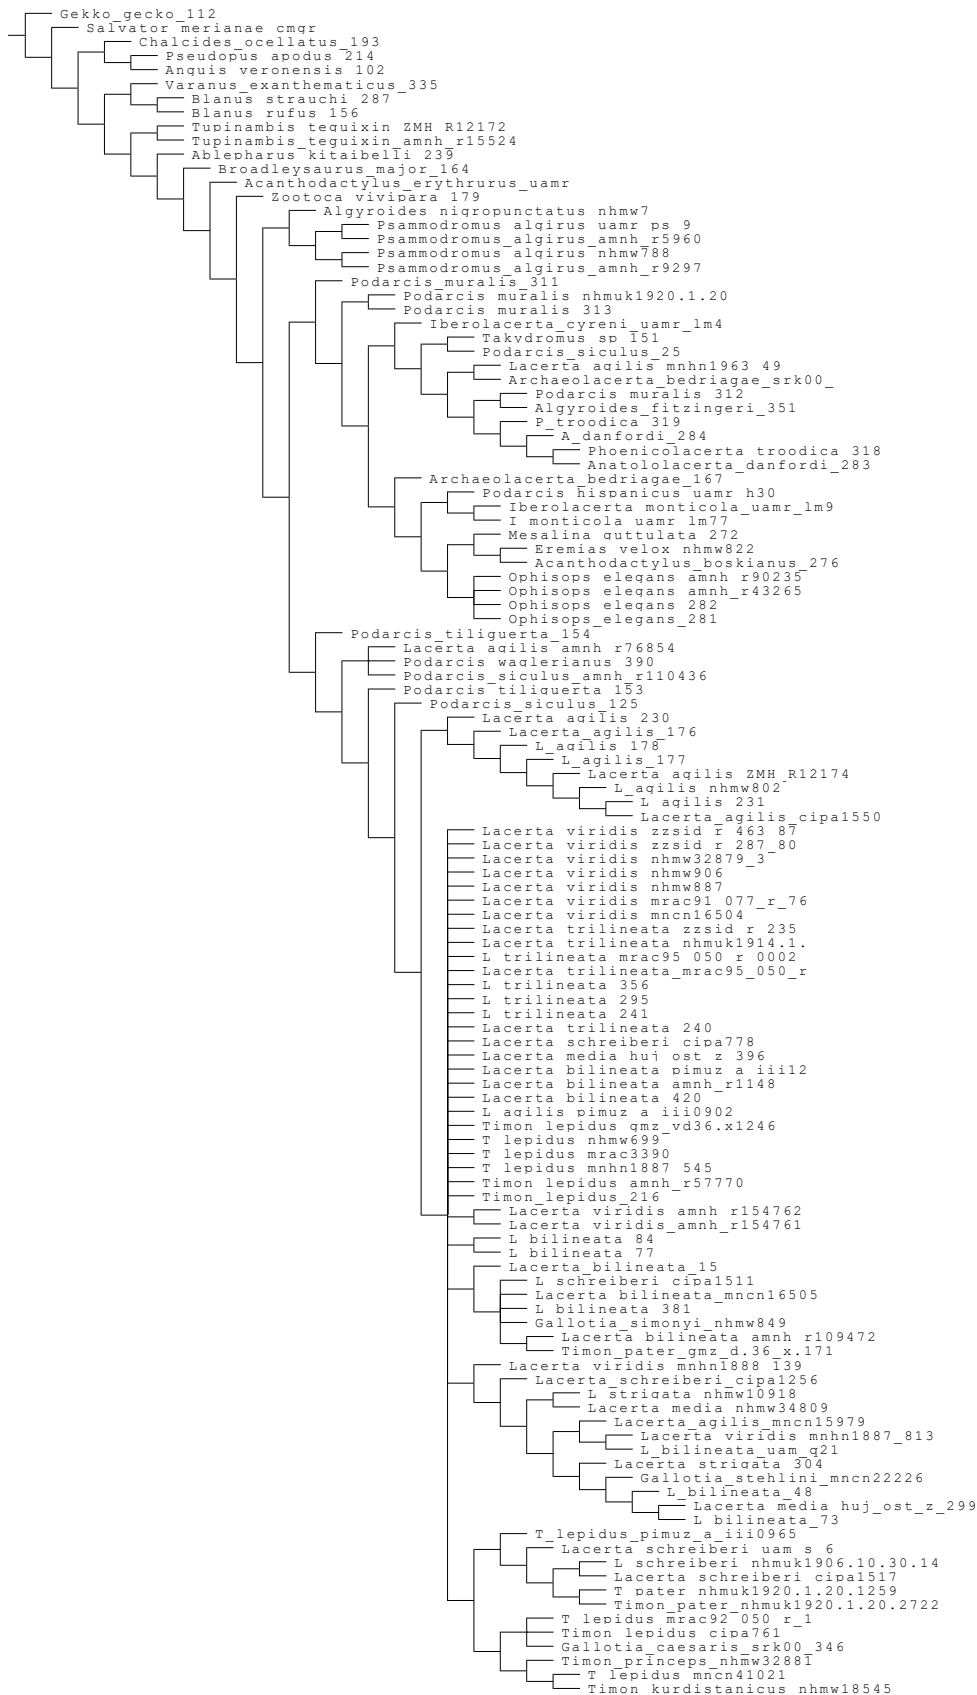 Gekko_gecko_112
Salvator_merianae_cmgr
Chalcides_ocellatus_193
Pseudopus_apodus_214
Anguis_veronensis_102
Varanus_exanthematicus_335
Blanus_strauchi_287
Blanus_rufus_156
Tupinambis_teguixin_ZMH_R12172
Tupinambis_teguixin_amnh_r15524
Ablepharus_kitaibelli_239
Broadleysaurus_major_164
Acanthodactylus_erythrurus_uamr
Zootoca_vivipara_179
Algyroides_nigropunctatus_nhmw7
Psammodromus_algirus_uamr_ps_9
Psammodromus_algirus_amnh_r5960
Psammodromus_algirus_nhmw788
Psammodromus_algirus_amnh_r9297
Podarcis_muralis_311
Podarcis_muralis_nhmuk1920.1.20
Podarcis_muralis_313
Iberolacerta_cyreni_uamr_lm4
Takydromus_sp_151
Podarcis_siculus_25
Lacerta_agilis_mnhn1963_49
Archaeolacerta_bedriagae_srk00_
Podarcis_muralis_312
Algyroides_fitzingeri_351
P_troodica_319
A_danfordi_284
Phoenicolacerta_troodica_318
Anatololacerta_danfordi_283
Archaeolacerta_bedriagae_167
Podarcis_hispanicus_uamr_h30
Iberolacerta_monticola_uamr_lm9
I_monticola_uamr_lm77
Mesalina_guttulata_272
Eremias_velox_nhmw822
Acanthodactylus_boskianus_276
Ophisops_elegans_amnh_r90235
Ophisops_elegans_amnh_r43265
Ophisops_elegans_282
Ophisops_elegans_281
Podarcis_tiliguerta_154
Lacerta_agilis_amnh_r76854
Podarcis_waglerianus_390
Podarcis_siculus_amnh_r110436
Podarcis_tiliguerta_153
Podarcis_siculus_125
Lacerta_agilis_230
Lacerta_agilis_176
L_agilis_178
L_agilis_177
Lacerta_agilis_ZMH_R12174
L_agilis_nhmw802
L_agilis_231
Lacerta_agilis_cipa1550
Lacerta_viridis_zzsid_r_463_87
Lacerta_viridis_zzsid_r_287_80
Lacerta_viridis_nhmw32879_3
Lacerta_viridis_nhmw906
Lacerta_viridis_nhmw887
Lacerta_viridis_mrac91_077_r_76
Lacerta_viridis_mncn16504
Lacerta_trilineata_zzsid_r_235
Lacerta_trilineata_nhmuk1914.1.
L_trilineata_mrac95_050_r_0002
Lacerta_trilineata_mrac95_050_r
L_trilineata_356
L_trilineata_295
L_trilineata_241
Lacerta_trilineata_240
Lacerta_schreiberi_cipa778
Lacerta_media_huj_ost_z_396
Lacerta_bilineata_pimuz_a_iii12
Lacerta_bilineata_amnh_r1148
Lacerta_bilineata_420
L_agilis_pimuz_a_iii0902
Timon_lepidus_gmz_vd36.x1246
T_lepidus_nhmw699
T_lepidus_mrac3390
T_lepidus_mnhn1887_545
Timon_lepidus_amnh_r57770
Timon_lepidus_216
Lacerta_viridis_amnh_r154762
Lacerta_viridis_amnh_r154761
L_bilineata_84
L_bilineata_77
Lacerta_bilineata_15
L_schreiberi_cipa1511
Lacerta_bilineata_mncn16505
L_bilineata_381
Gallotia_simonyi_nhmw849
Lacerta_bilineata_amnh_r109472
Timon_pater_gmz_d.36_x.171
Lacerta_viridis_mnhn1888_139
Lacerta_schreiberi_cipa1256
L_strigata_nhmw10918
Lacerta_media_nhmw34809
Lacerta_agilis_mncn15979
Lacerta_viridis_mnhn1887_813
L_bilineata_uam_q21
Lacerta_strigata_304
Gallotia_stehlini_mncn22226
L_bilineata_48
Lacerta_media_huj_ost_z_299
L_bilineata_73
T_lepidus_pimuz_a_iii0965
Lacerta_schreiberi_uam_s_6
L_schreiberi_nhmuk1906.10.30.14
Lacerta_schreiberi_cipa1517
T_pater_nhmuk1920.1.20.1259
Timon_pater_nhmuk1920.1.20.2722
T_lepidus_mrac92_050_r_1
Timon_lepidus_cipa761
Gallotia_caesaris_srk00_346
Timon_princeps_nhmw32881
T_lepidus_mncn41021
Timon_kurdistanicus_nhmw18545